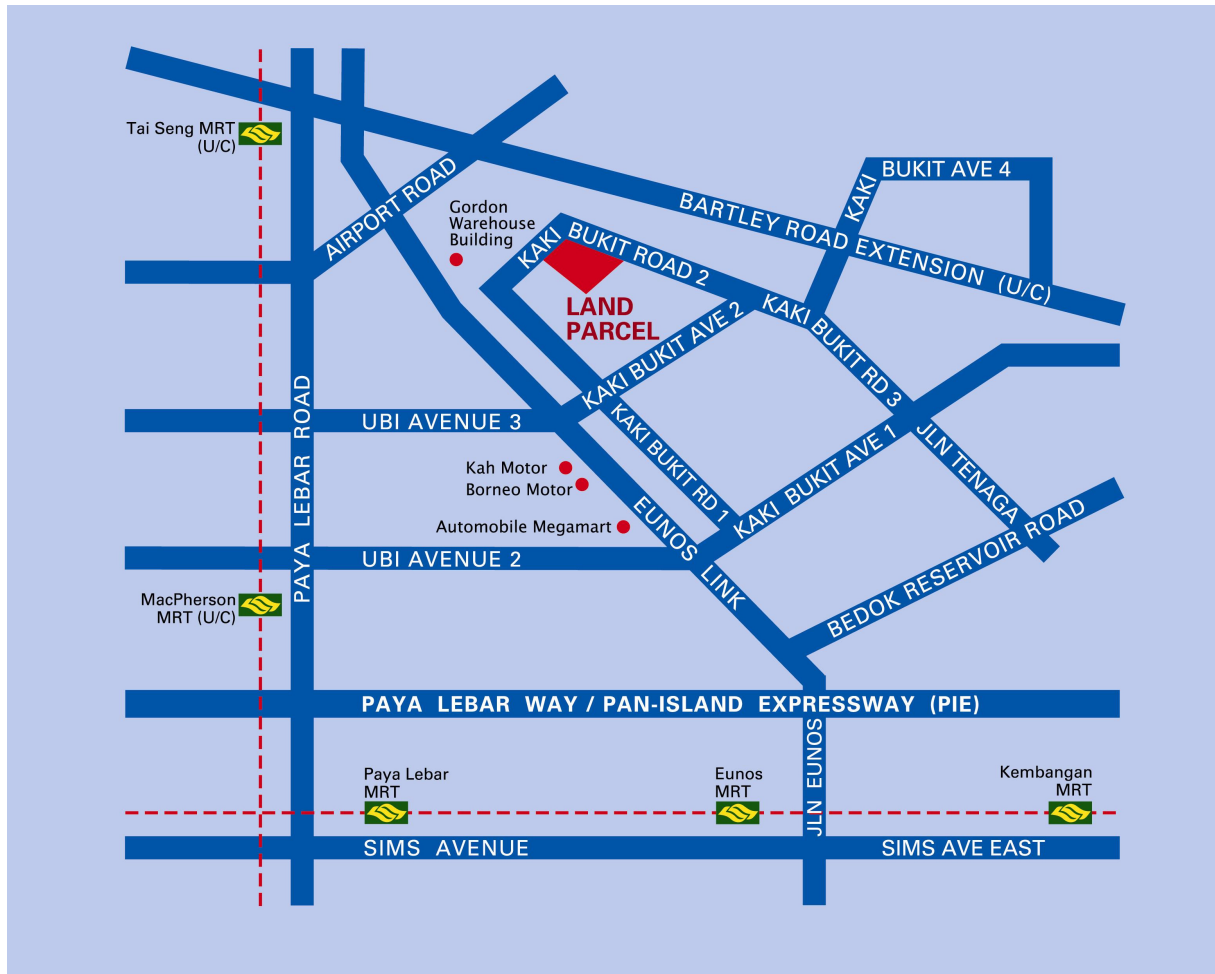 Tai Seng MRT
(U/C)
AIRPORT ROAD
Gordon
Warehouse
Building
KAKI
BUKIT ROAD 2
BARTLEY ROAD EXTENSION (U/C)
KAKI
BUKIT AVE 4
LAND
PARCEL
KAKI BUKIT AVE 2
KAKI BUKIT RD 3
PAYA LEBAR ROAD
UBI AVENUE 3
KAKI BUKIT RD 1
KAKI BUKIT AVE 1
JLN TENAGA
Kah Motor
Borneo Motor
Automobile Megamart
EUNOS LINK
UBI AVENUE 2
BEDOK RESERVOIR ROAD
MacPherson
MRT (U/C)
PAYA LEBAR WAY / PAN-ISLAND EXPRESSWAY (PIE)
JLN EUNOS
Paya Lebar
MRT
Eunos
MRT
Kembangan
MRT
SIMS AVENUE
SIMS AVE EAST